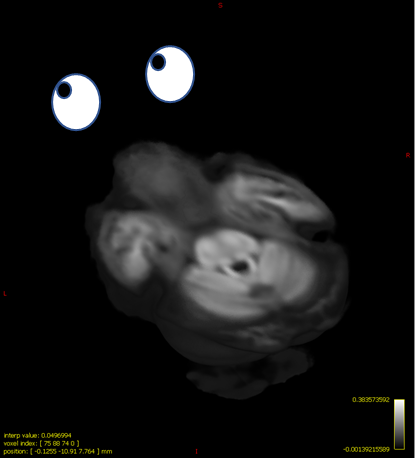 S
R
L
0.383573592
interp value: 0.0496994
voxel index: [ 75 88 74 0 ]
position: [ -0.1255 -10.91 7.764 ] mm
-0.00139215589
I